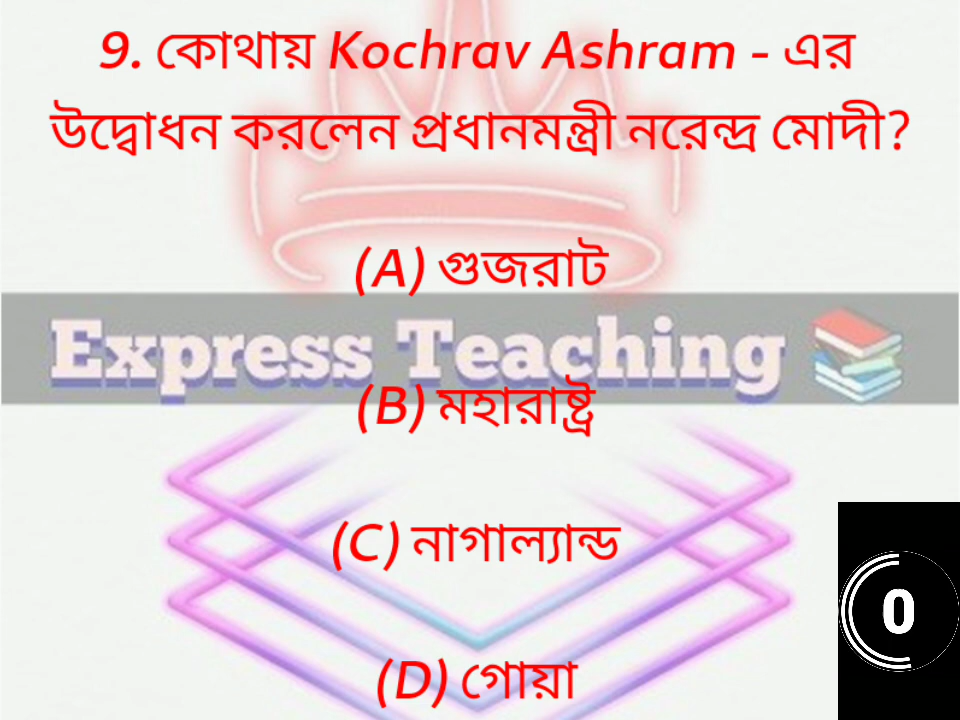 9. কোথায় Kochrav Ashram - এর
উদ্বোধন করলেন প্রধানমন্ত্রী নরেন্দ্র মোদী?
(A) গুজরাট
Express Teaching
(B) মহারাষ্ট্র
(C) নাগাল্যান্ড
0
(D) গোয়া